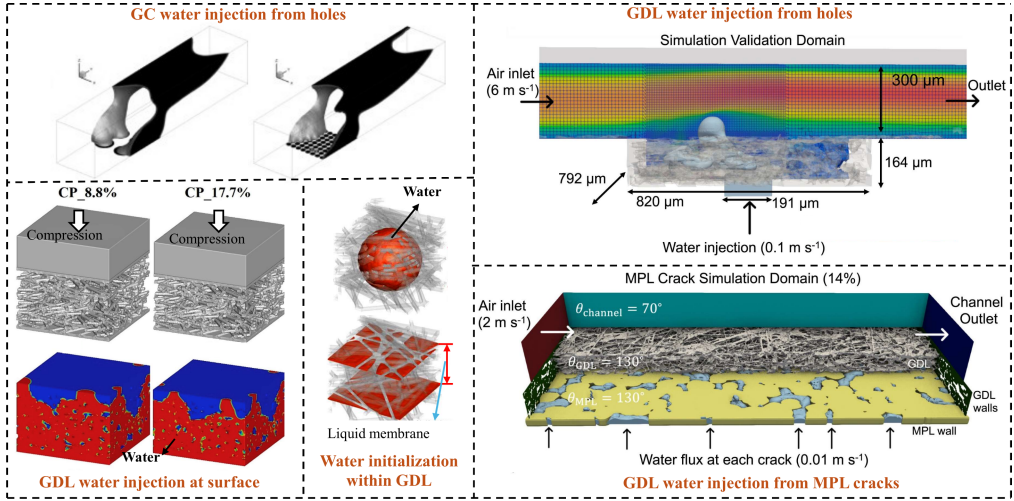 GC water injection from holes
CP_8.8%
CP_17.7%
Compression
Compression
Water
GDL water injection at surface
Water
Liquid membrane
Water initialization
within GDL
GDL water injection from holes
Simulation Validation Domain
Air inlet
(6 m s⁻¹)
300 µm
Outlet
164 µm
792 µm
820 µm
191 µm
Water injection (0.1 m s⁻¹)
MPL Crack Simulation Domain (14%)
Air inlet
(2 m s⁻¹)
θchannel = 70°
Channel
Outlet
θGDL = 130°
GDL
θMPL = 130°
GDL
walls
MPL wall
Water flux at each crack (0.01 m s⁻¹)
GDL water injection from MPL cracks